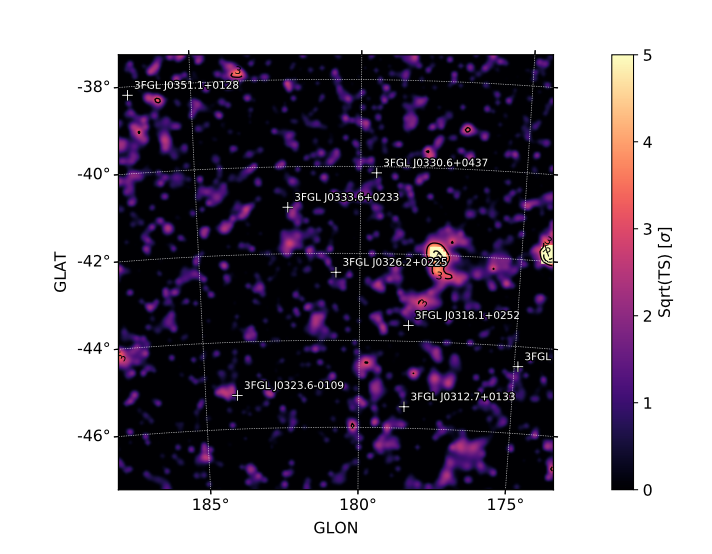 5
-38°
3FGL J0351.1+0128
4
-40°
3FGL J0330.6+0437
3FGL J0333.6+0233
3
GLAT
-42°
3FGL J0326.2+0225
Sqrt(TS) [σ]
2
3FGL J0318.1+0252
-44°
3FGL
3FGL J0323.6-0109
3FGL J0312.7+0133
1
-46°
0
185°
180°
175°
GLON